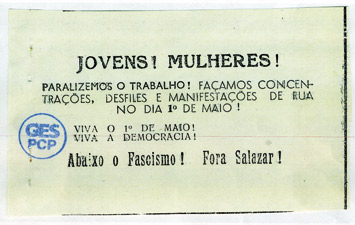 JOVENS! MULHERES!
PARALIZEMOS O TRABALHO! FAÇAMOS CONCEN-
TRAÇÕES, DESFILES E MANIFESTAÇÕES DE RUA
NO DIA 1º DE MAIO!
GES
PCP
VIVA O 1º DE MAIO!
VIVA A DEMOCRACIA!
Abaixo o Fascismo! Fora Salazar!